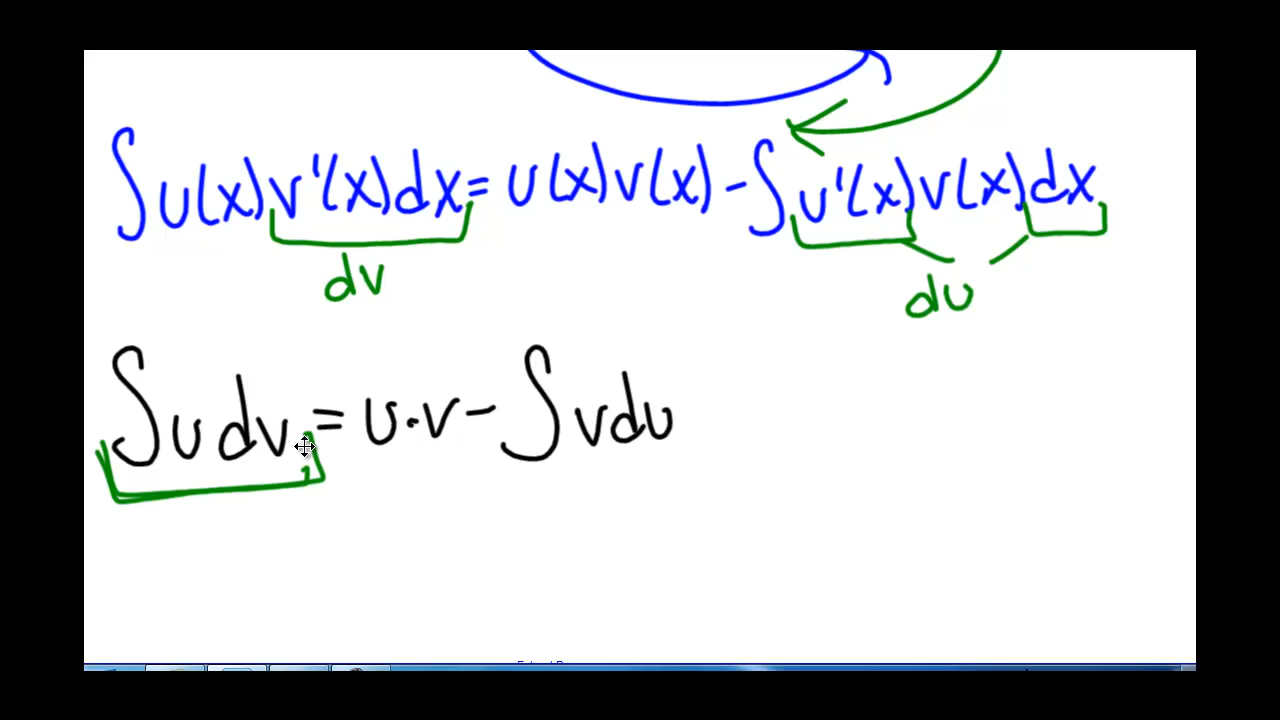 ∫u(x)v'(x)dx = u(x)v(x) - ∫u'(x)v(x)dx
dv
du
∫u dv = u·v - ∫v du